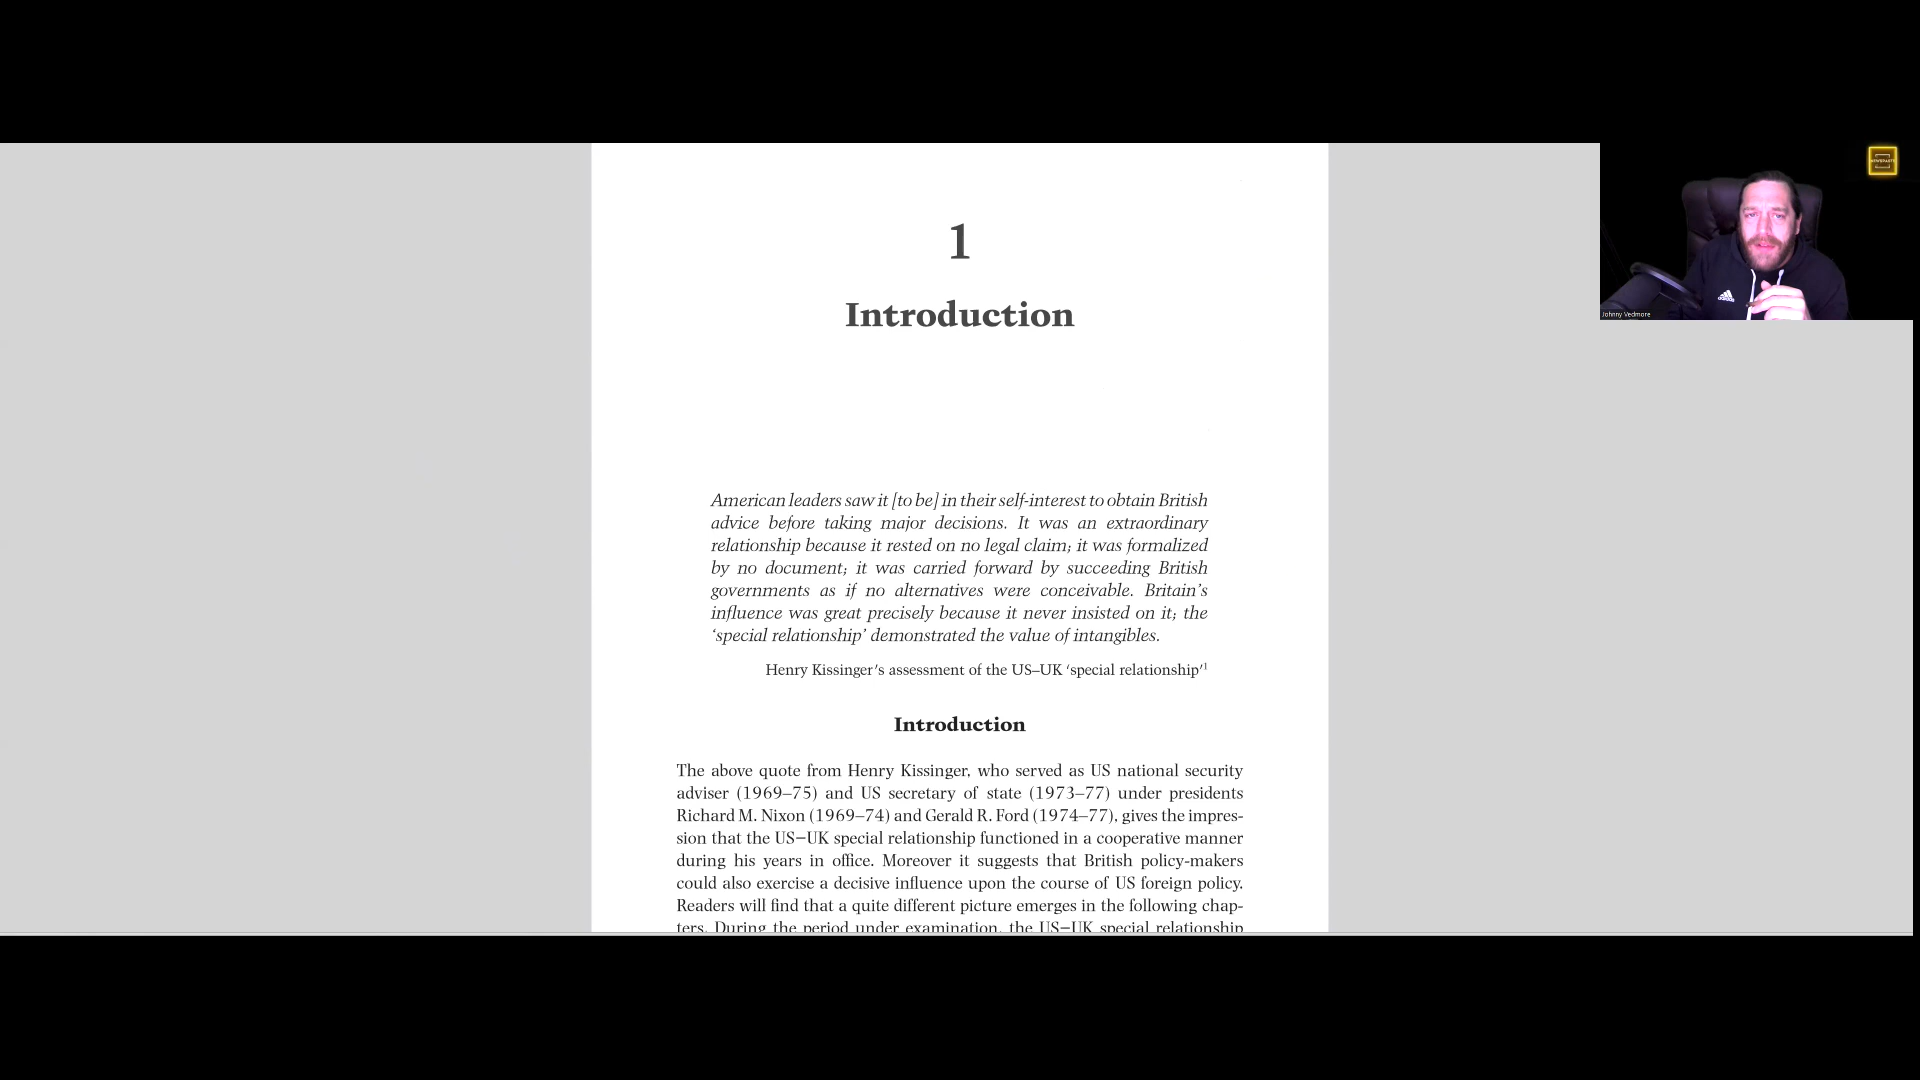 1
Introduction
American leaders saw it [to be] in their self-interest to obtain British
advice before taking major decisions. It was an extraordinary
relationship because it rested on no legal claim; it was formalized
by no document; it was carried forward by succeeding British
governments as if no alternatives were conceivable. Britain's
influence was great precisely because it never insisted on it; the
'special relationship' demonstrated the value of intangibles.
Henry Kissinger's assessment of the US–UK 'special relationship'1
Introduction
The above quote from Henry Kissinger, who served as US national security
adviser (1969–75) and US secretary of state (1973–77) under presidents
Richard M. Nixon (1969–74) and Gerald R. Ford (1974–77), gives the impres-
sion that the US–UK special relationship functioned in a cooperative manner
during his years in office. Moreover it suggests that British policy-makers
could also exercise a decisive influence upon the course of US foreign policy.
Readers will find that a quite different picture emerges in the following chap-
ters. During the period under examination, the US–UK special relationship
adidas
Johnny Vedmore